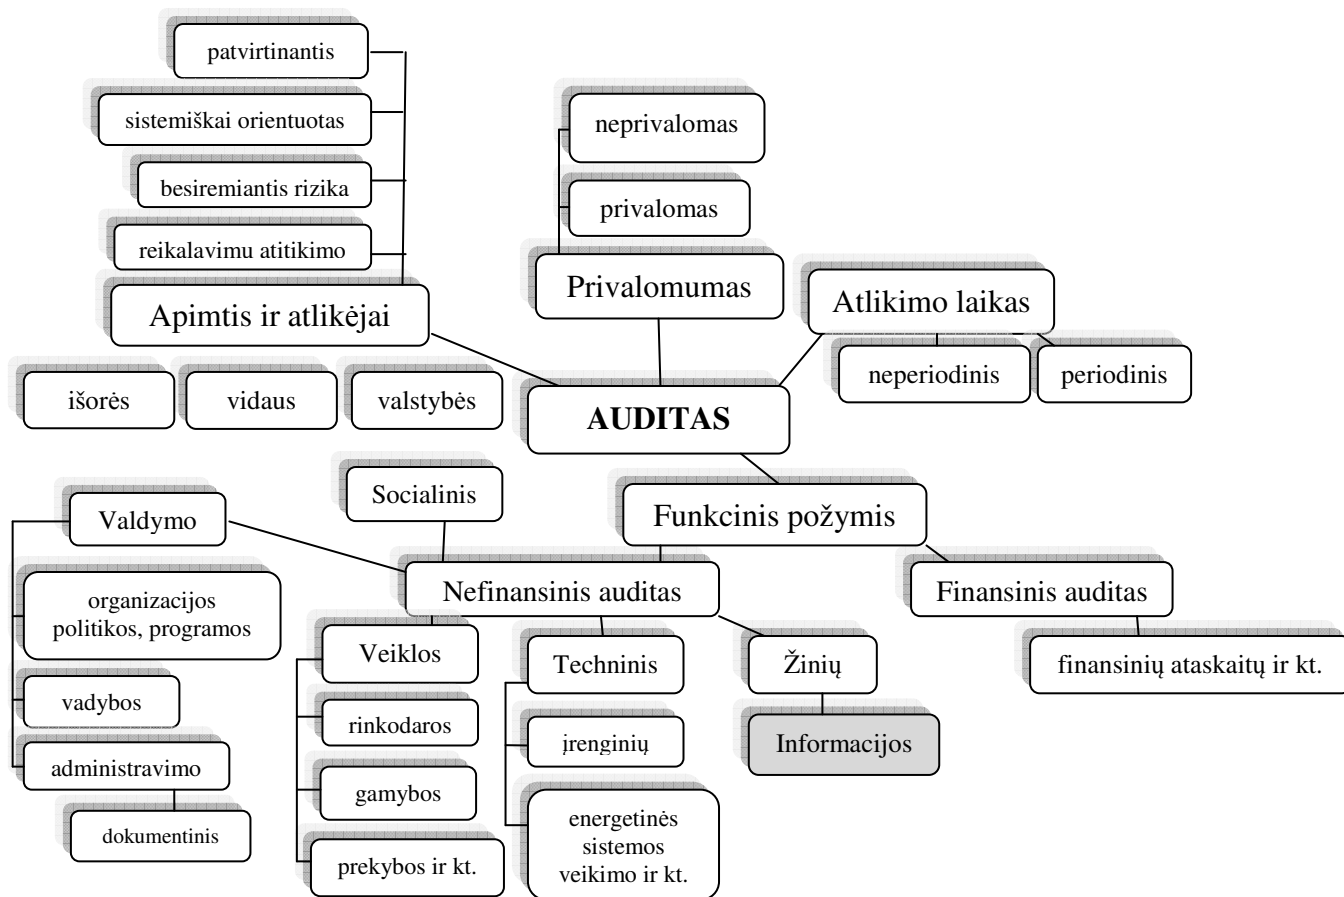 patvirtinantis
sistemiškai orientuotas
besiremiantis rizika
reikalavimu atitikimo
Apimtis ir atlikėjai
išorės
vidaus
valstybės
neprivalomas
privalomas
Privalomumas
Atlikimo laikas
neperiodinis
periodinis
AUDITAS
Funkcinis požymis
Socialinis
Valdymo
organizacijos
politikos, programos
vadybos
administravimo
dokumentinis
Nefinansinis auditas
Veiklos
rinkodaros
gamybos
prekybos ir kt.
Techninis
įrenginių
energetinės
sistemos
veikimo ir kt.
Žinių
Informacijos
Finansinis auditas
finansinių ataskaitų ir kt.